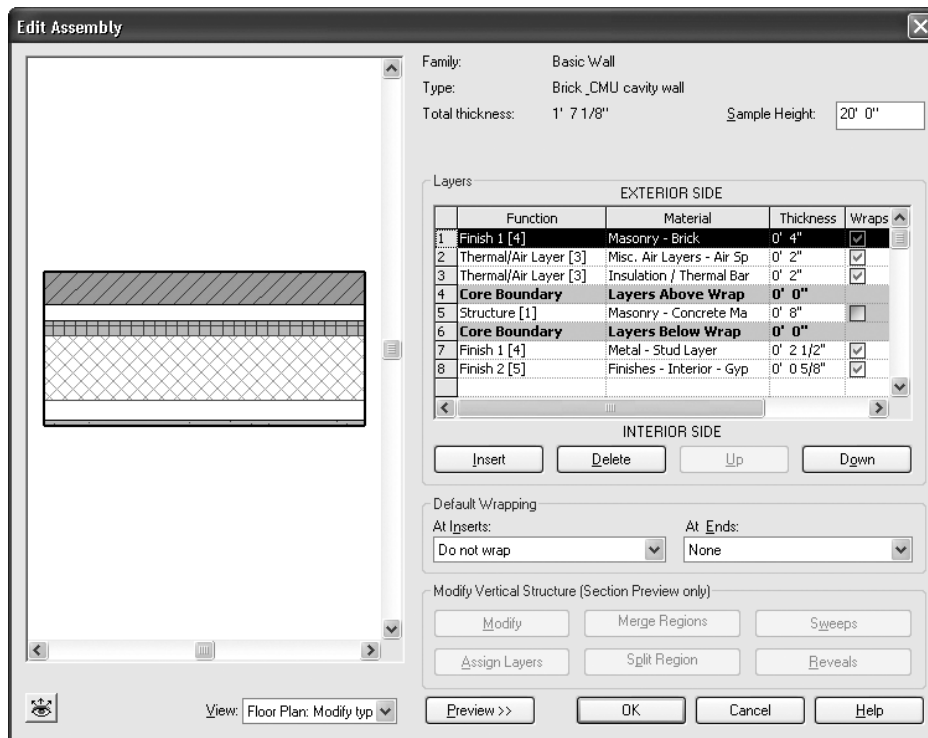 Edit Assembly
Family: Basic Wall
Type: Brick _CMU cavity wall
Total thickness: 1' 7 1/8" Sample Height: 20' 0"
Layers
EXTERIOR SIDE
Function Material Thickness Wraps
1 Finish 1 [4] Masonry - Brick 0' 4"
2 Thermal/Air Layer [3] Misc. Air Layers - Air Sp 0' 2"
3 Thermal/Air Layer [3] Insulation / Thermal Bar 0' 2"
4 Core Boundary Layers Above Wrap 0' 0"
5 Structure [1] Masonry - Concrete Ma 0' 8"
6 Core Boundary Layers Below Wrap 0' 0"
7 Finish 1 [4] Metal - Stud Layer 0' 2 1/2"
8 Finish 2 [5] Finishes - Interior - Gyp 0' 0 5/8"
INTERIOR SIDE
Insert Delete Up Down
Default Wrapping
At Inserts: At Ends:
Do not wrap None
Modify Vertical Structure (Section Preview only)
Modify Merge Regions Sweeps
Assign Layers Split Region Reveals
View: Floor Plan: Modify typ Preview >> OK Cancel Help